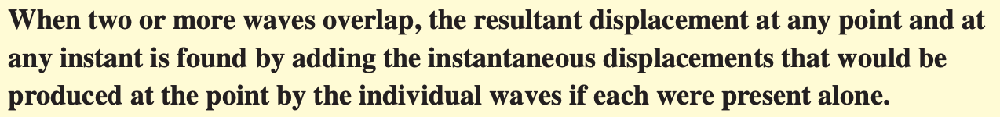 When two or more waves overlap, the resultant displacement at any point and at
any instant is found by adding the instantaneous displacements that would be
produced at the point by the individual waves if each were present alone.